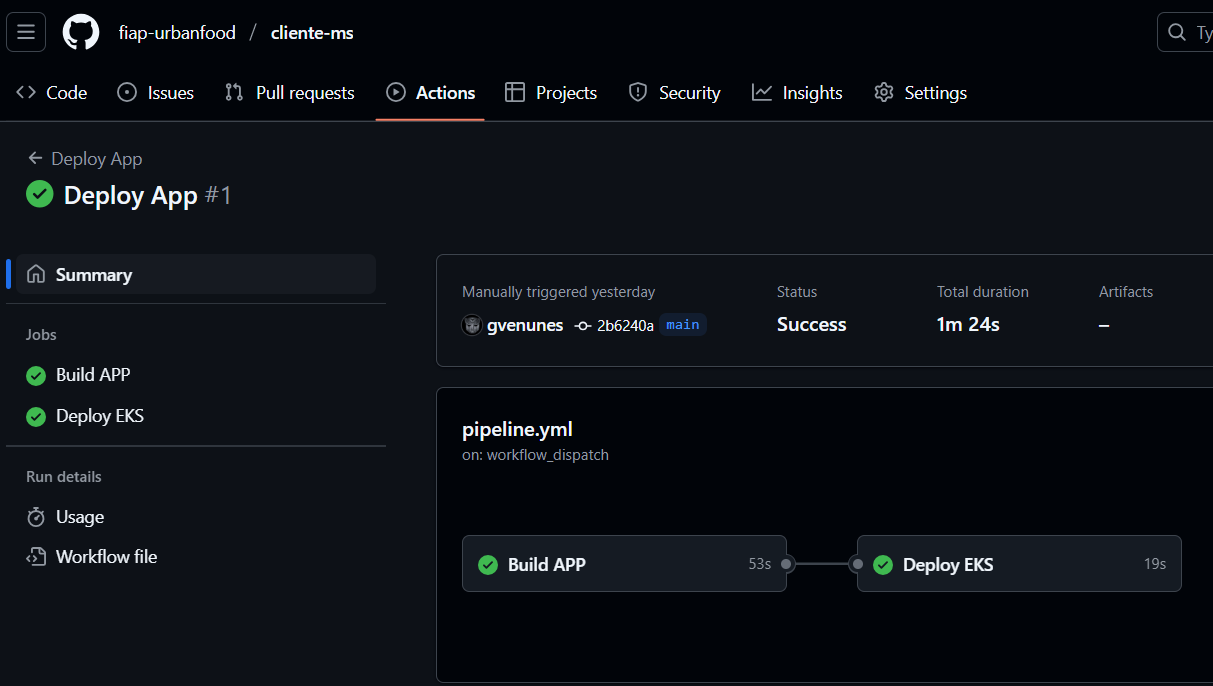 fiap-urbanfood / cliente-ms
Ty
Code Issues Pull requests Actions Projects Security Insights Settings
Deploy App
Deploy App #1
Summary
Jobs
Build APP
Deploy EKS
Run details
Usage
Workflow file
Manually triggered yesterday
gvenunes 2b6240a main
Status
Success
Total duration
1m 24s
Artifacts
–
pipeline.yml
on: workflow_dispatch
Build APP 53s
Deploy EKS 19s